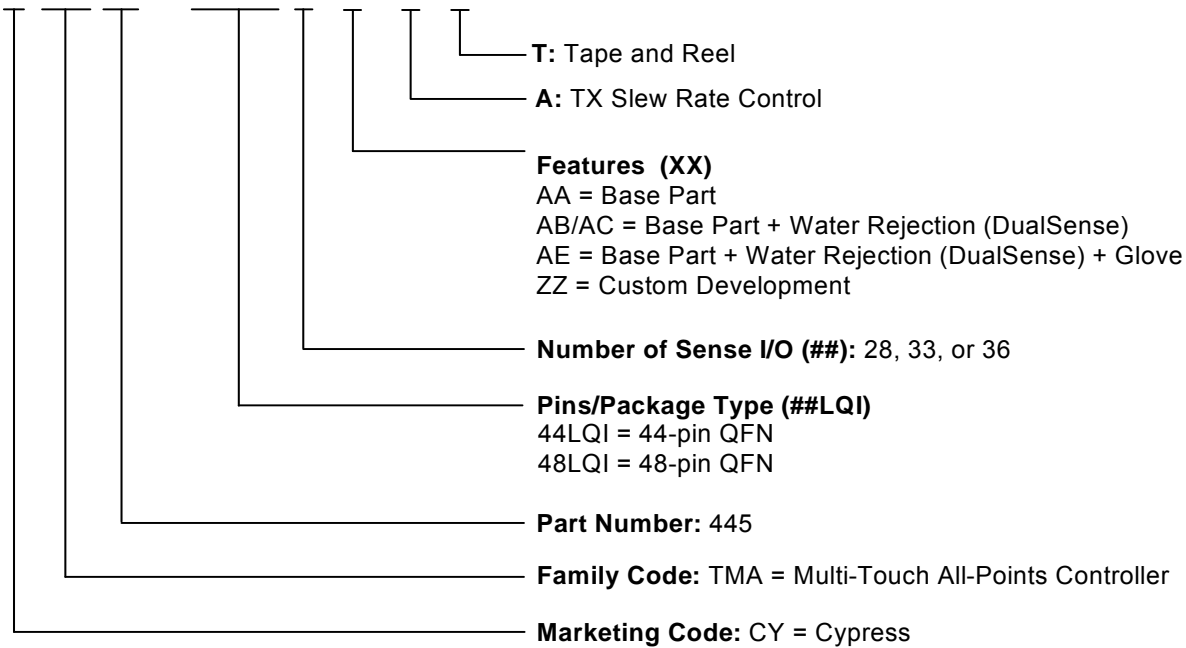 T: Tape and Reel
A: TX Slew Rate Control
Features (XX)
AA = Base Part
AB/AC = Base Part + Water Rejection (DualSense)
AE = Base Part + Water Rejection (DualSense) + Glove
ZZ = Custom Development
Number of Sense I/O (##): 28, 33, or 36
Pins/Package Type (##LQI)
44LQI = 44-pin QFN
48LQI = 48-pin QFN
Part Number: 445
Family Code: TMA = Multi-Touch All-Points Controller
Marketing Code: CY = Cypress